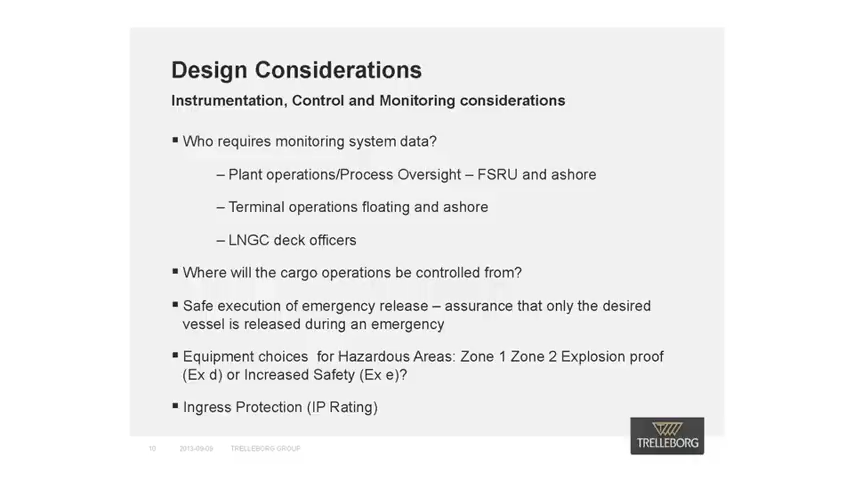 Design Considerations
Instrumentation, Control and Monitoring considerations
▪ Who requires monitoring system data?
– Plant operations/Process Oversight – FSRU and ashore
– Terminal operations floating and ashore
– LNGC deck officers
▪ Where will the cargo operations be controlled from?
▪ Safe execution of emergency release – assurance that only the desired
vessel is released during an emergency
▪ Equipment choices for Hazardous Areas: Zone 1 Zone 2 Explosion proof
(Ex d) or Increased Safety (Ex e)?
▪ Ingress Protection (IP Rating)
TRELLEBORG
10 2013-09-09 TRELLEBORG GROUP